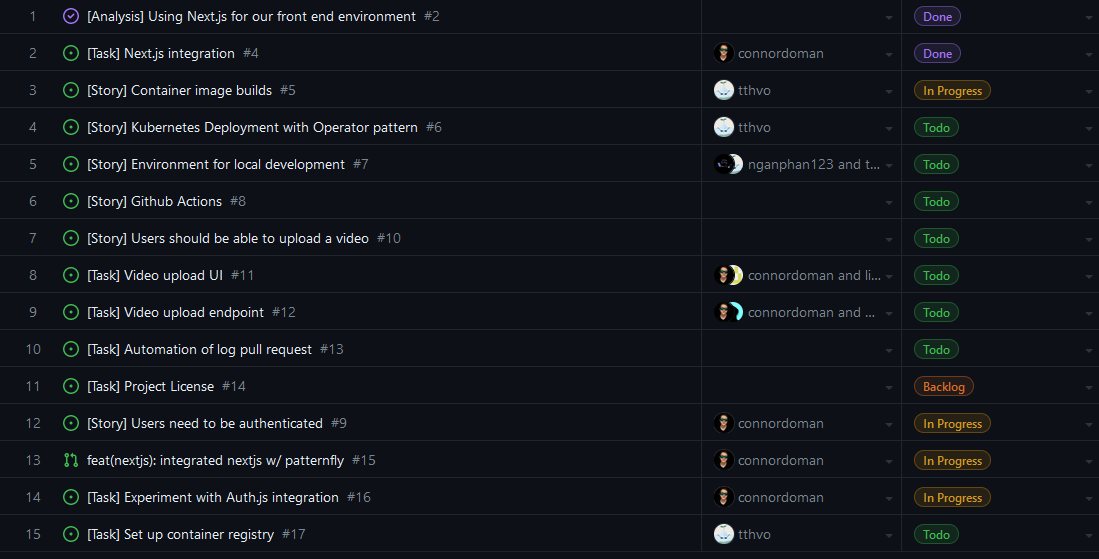 1 [Analysis] Using Next.js for our front end environment #2 Done
2 [Task] Next.js integration #4 connordoman Done
3 [Story] Container image builds #5 tthvo In Progress
4 [Story] Kubernetes Deployment with Operator pattern #6 tthvo Todo
5 [Story] Environment for local development #7 nganphan123 and t... Todo
6 [Story] Github Actions #8 Todo
7 [Story] Users should be able to upload a video #10 Todo
8 [Task] Video upload UI #11 connordoman and li... Todo
9 [Task] Video upload endpoint #12 connordoman and ... Todo
10 [Task] Automation of log pull request #13 Todo
11 [Task] Project License #14 Backlog
12 [Story] Users need to be authenticated #9 connordoman In Progress
13 feat(nextjs): integrated nextjs w/ patternfly #15 connordoman In Progress
14 [Task] Experiment with Auth.js integration #16 connordoman In Progress
15 [Task] Set up container registry #17 tthvo Todo